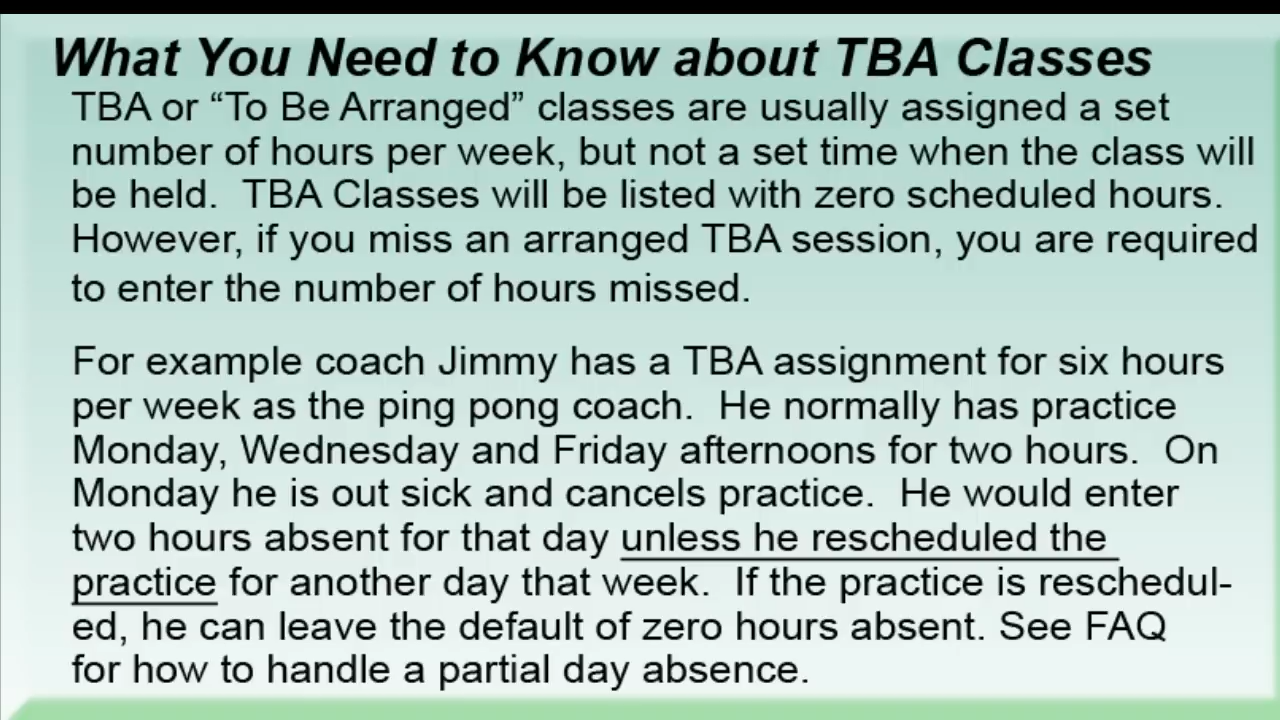 What You Need to Know about TBA Classes
TBA or “To Be Arranged” classes are usually assigned a set
number of hours per week, but not a set time when the class will
be held.  TBA Classes will be listed with zero scheduled hours.
However, if you miss an arranged TBA session, you are required
to enter the number of hours missed.
For example coach Jimmy has a TBA assignment for six hours
per week as the ping pong coach.  He normally has practice
Monday, Wednesday and Friday afternoons for two hours.  On
Monday he is out sick and cancels practice.  He would enter
two hours absent for that day unless he rescheduled the
practice for another day that week.  If the practice is reschedul-
ed, he can leave the default of zero hours absent. See FAQ
for how to handle a partial day absence.